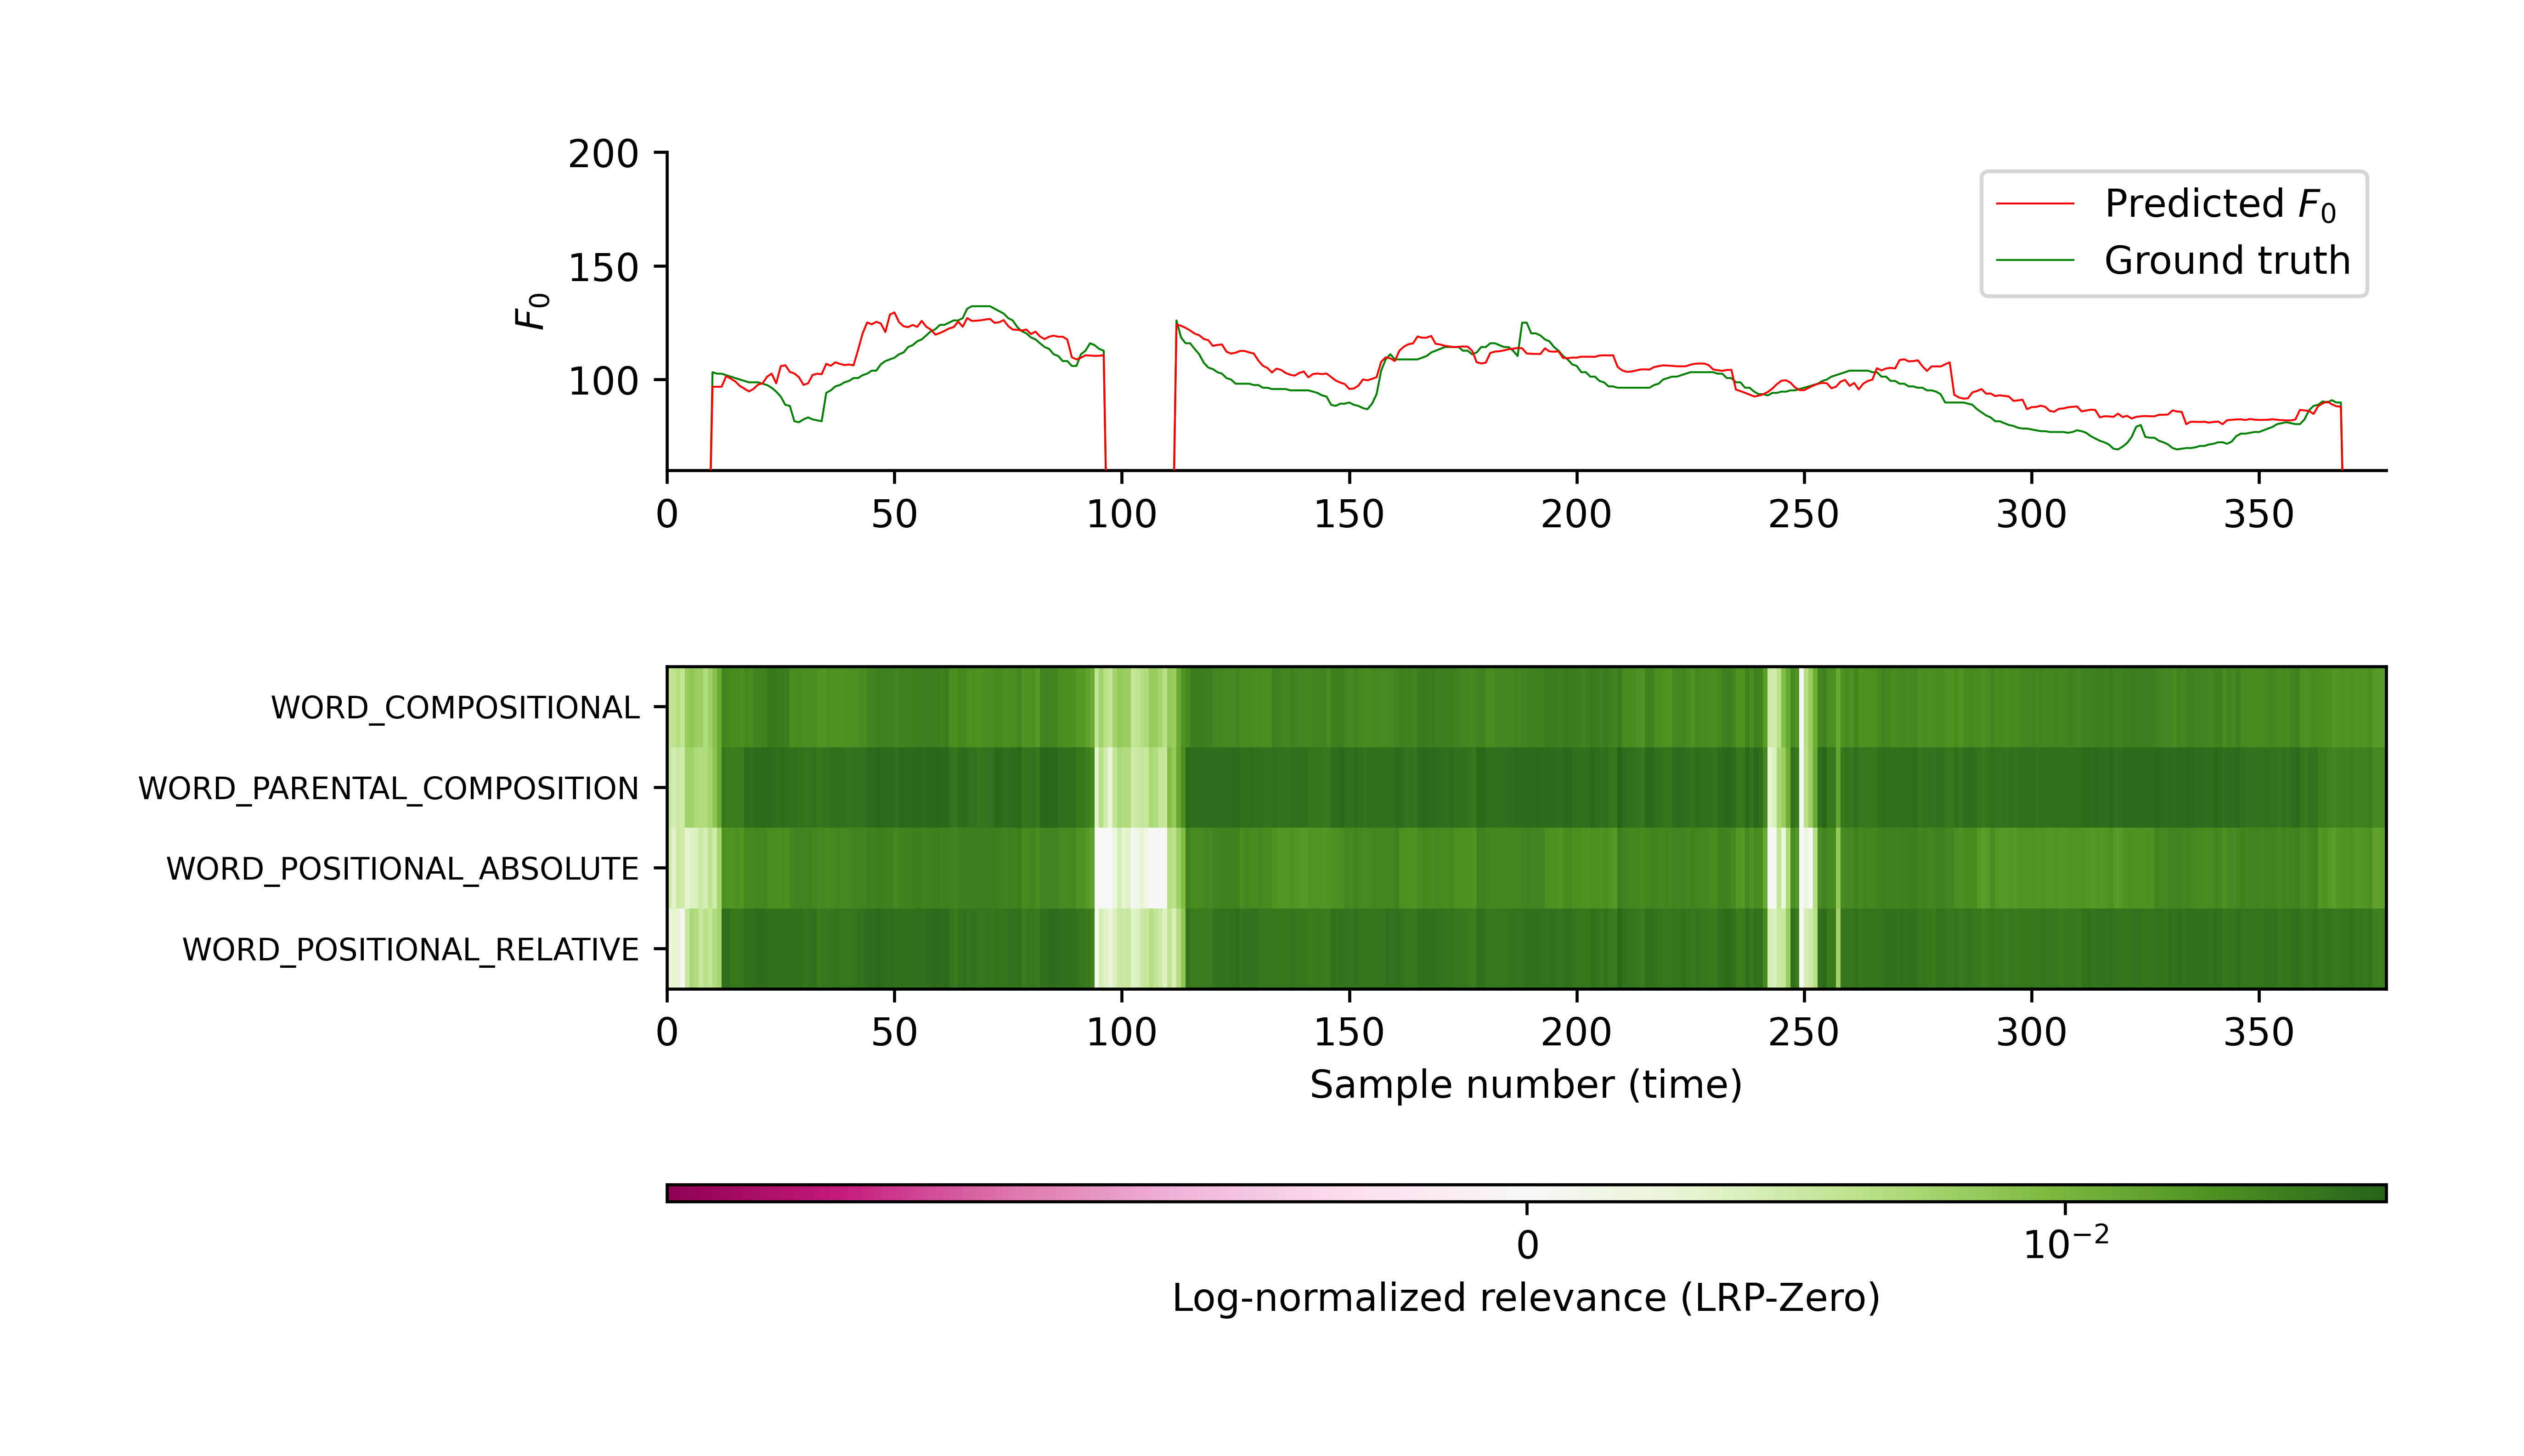 200
150
100
F0
Predicted F0
Ground truth
0 50 100 150 200 250 300 350
WORD_COMPOSITIONAL
WORD_PARENTAL_COMPOSITION
WORD_POSITIONAL_ABSOLUTE
WORD_POSITIONAL_RELATIVE
0 50 100 150 200 250 300 350
Sample number (time)
0 10⁻²
Log-normalized relevance (LRP-Zero)